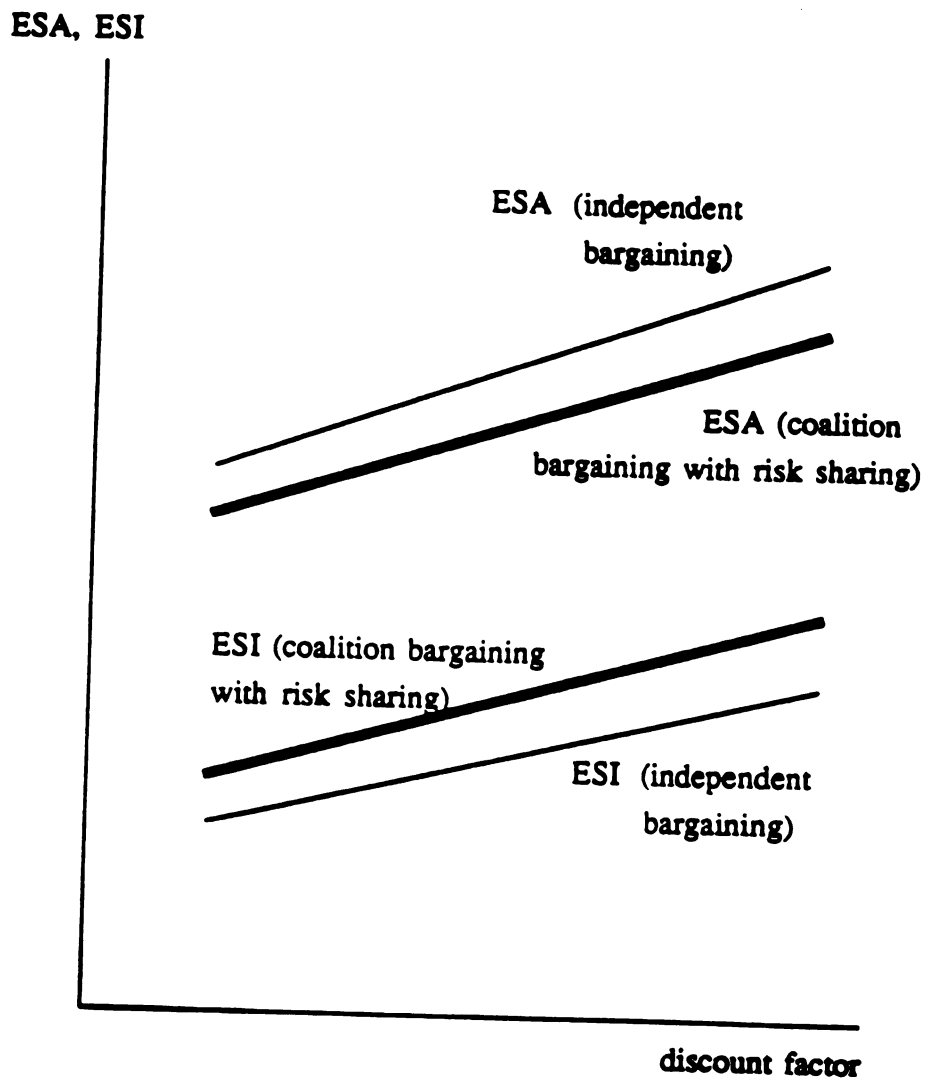 ESA, ESI
ESA (independent
bargaining)
ESA (coalition
bargaining with risk sharing)
ESI (coalition bargaining
with risk sharing)
ESI (independent
bargaining)
discount factor